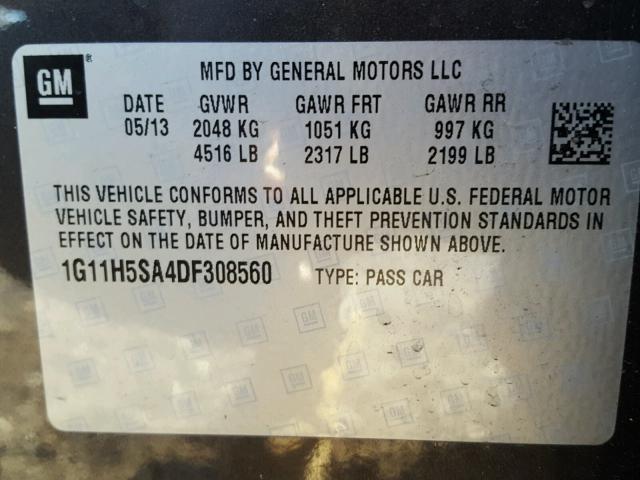 GM ®
MFD BY GENERAL MOTORS LLC
DATE GVWR GAWR FRT GAWR RR
05/13 2048 KG 1051 KG 997 KG
4516 LB 2317 LB 2199 LB
THIS VEHICLE CONFORMS TO ALL APPLICABLE U.S. FEDERAL MOTOR
VEHICLE SAFETY, BUMPER, AND THEFT PREVENTION STANDARDS IN
EFFECT ON THE DATE OF MANUFACTURE SHOWN ABOVE.
1G11H5SA4DF308560 TYPE: PASS CAR